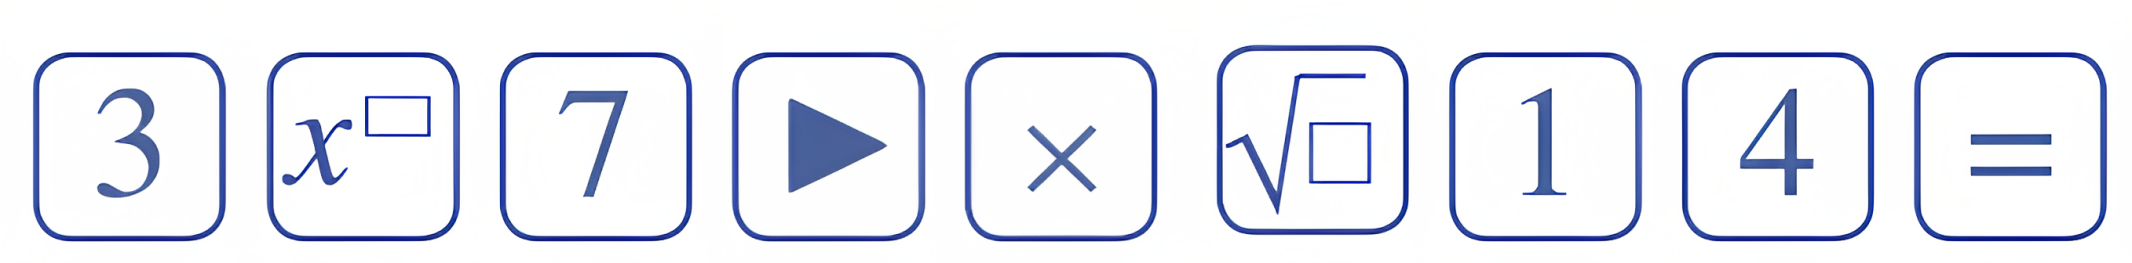 3 x□ 7 ▶ × √□ 1 4 =